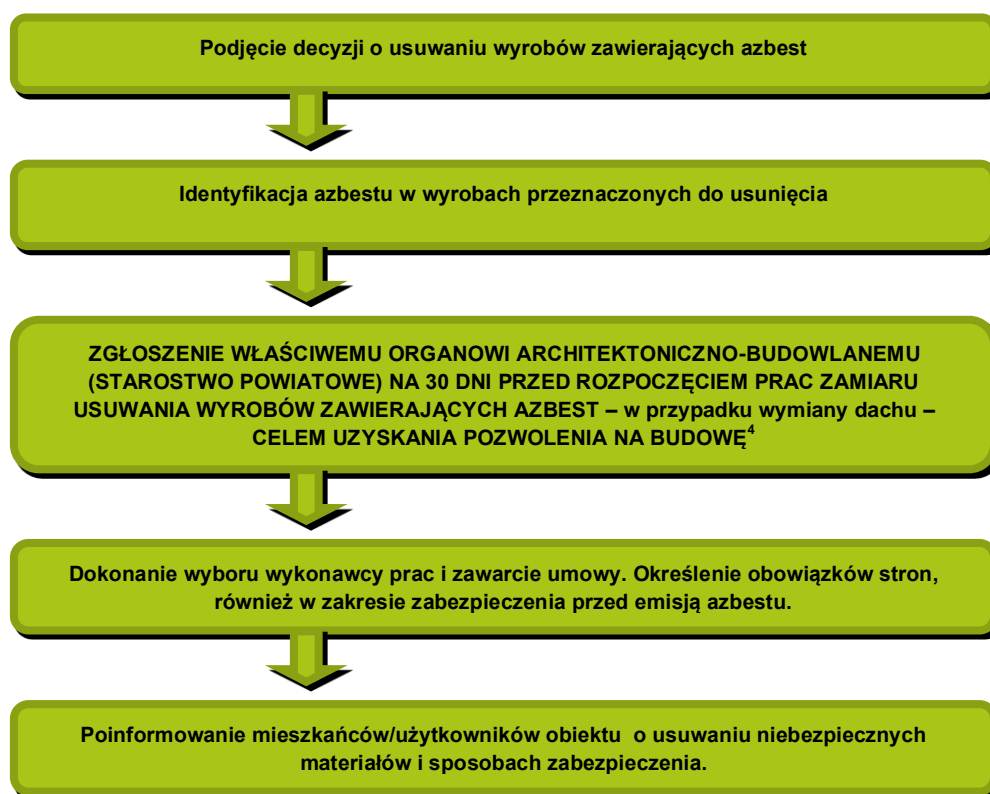 Podjęcie decyzji o usuwaniu wyrobów zawierających azbest
Identyfikacja azbestu w wyrobach przeznaczonych do usunięcia
ZGŁOSZENIE WŁAŚCIWEMU ORGANOWI ARCHITEKTONICZNO-BUDOWLANEMU
(STAROSTWO POWIATOWE) NA 30 DNI PRZED ROZPOCZĘCIEM PRAC ZAMIARU
USUWANIA WYROBÓW ZAWIERAJĄCYCH AZBEST – w przypadku wymiany dachu –
CELEM UZYSKANIA POZWOLENIA NA BUDOWĘ⁴
Dokonanie wyboru wykonawcy prac i zawarcie umowy. Określenie obowiązków stron,
również w zakresie zabezpieczenia przed emisją azbestu.
Poinformowanie mieszkańców/użytkowników obiektu o usuwaniu niebezpiecznych
materiałów i sposobach zabezpieczenia.